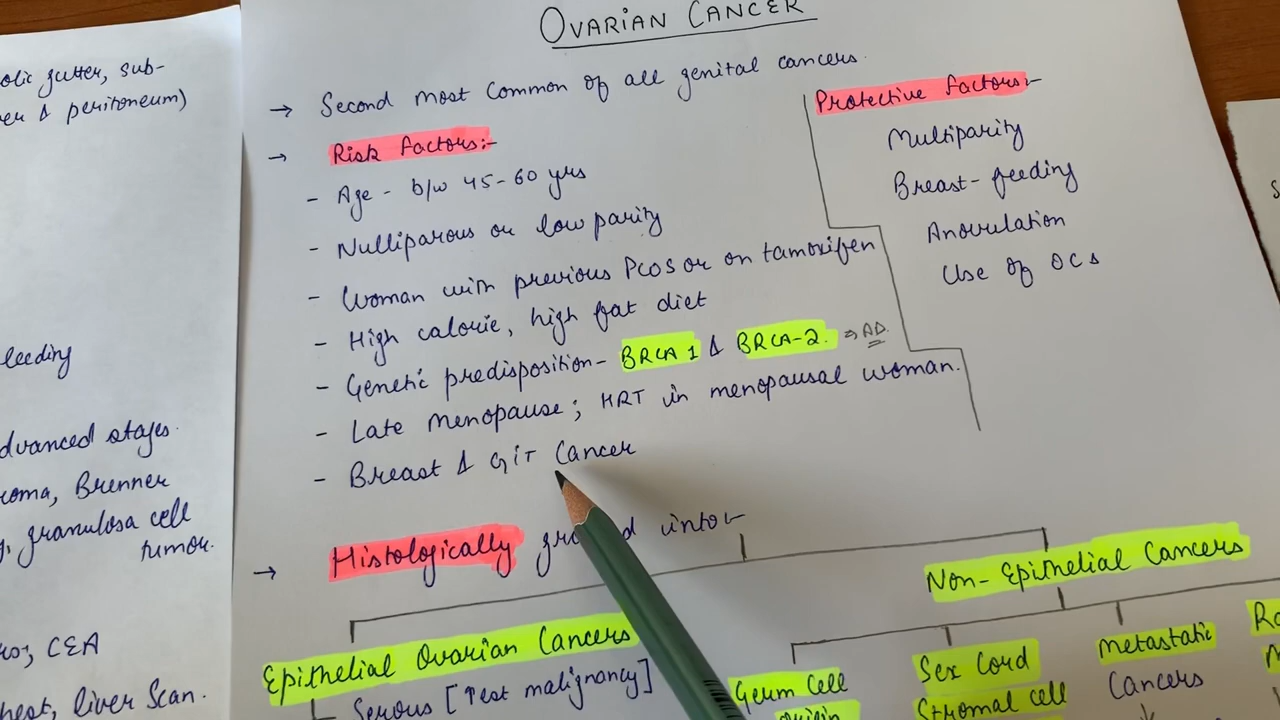 OVARIAN CANCER
→ Second most common of all genital cancers.
→ Risk factors:-
- Age - b/w 45-60 yrs
- Nulliparous or low parity
- Woman with previous PCOS or on tamoxifen
- High calorie, high fat diet
- Genetic predisposition- BRCA 1 & BRCA-2. ⇒ AD.
- Late menopause; HRT in menopausal woman.
- Breast & GIT Cancer
Protective factors:-
Multiparity
Breast-feeding
Anovulation
Use of OCs
→ Histologically into:-
Epithelial Ovarian Cancers
Serous [↑est malignancy]
Non-Epithelial Cancers
Germ Cell
origin
Sex Cord
Stromal cell
Metastatic
Cancers
olic gutter, sub-
& peritoneum)
leeding
dvanced stages.
roma, Brenner
granulosa cell
tumor.
CEA
liver Scan.